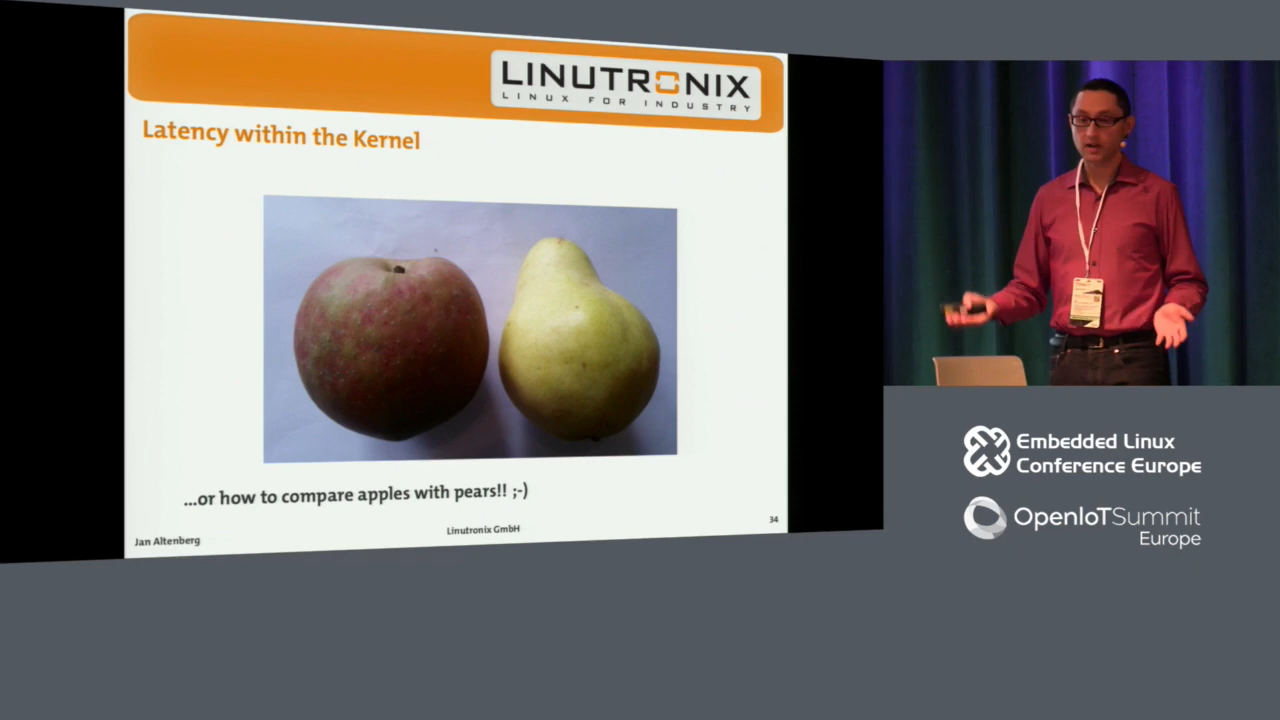 LINUTRONIX
LINUX FOR INDUSTRY
Latency within the Kernel
...or how to compare apples with pears!! ;-)
Jan Altenberg
Linutronix GmbH
34
Embedded Linux
Conference Europe
OpenIoTSummit
Europe